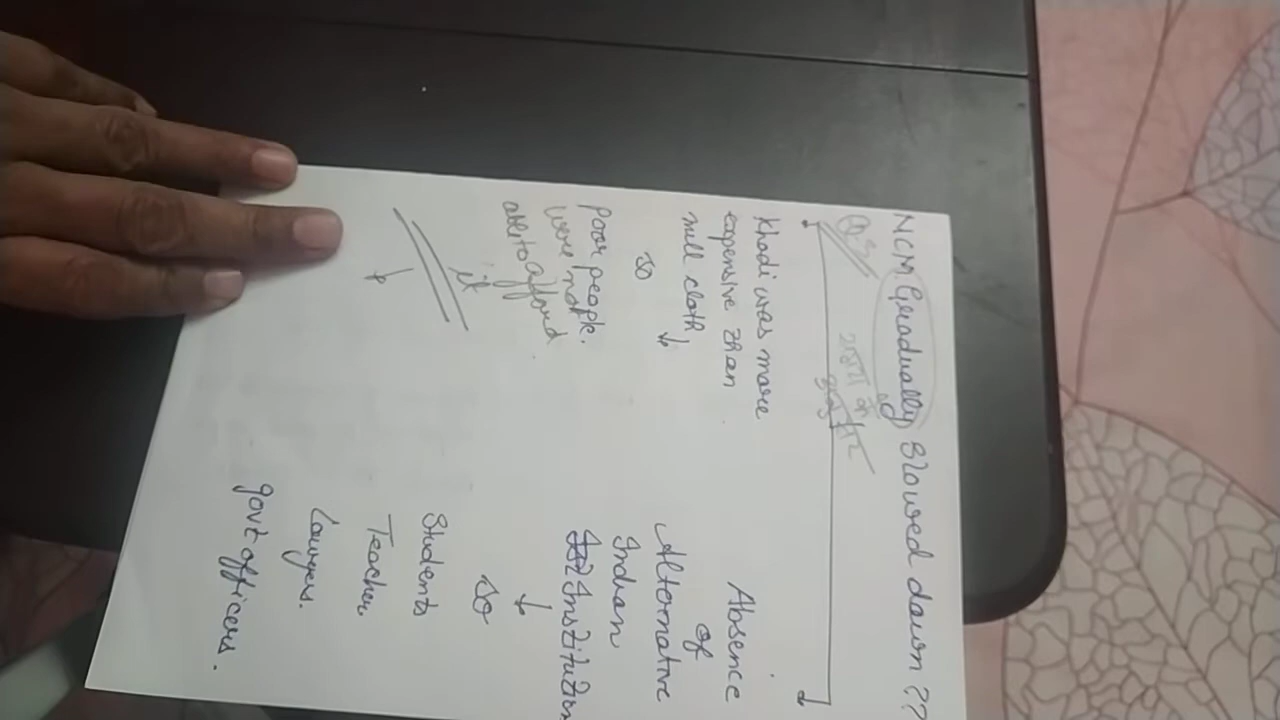 NCM Gradually slowed down ??
Q.3
Khadi was more
expensive than
mill cloth,
so
Poor people.
were not
able to afford
it
Absence
of
Alternative
Indian
Institution
so
Students
Teacher
Lawyers.
govt officers.